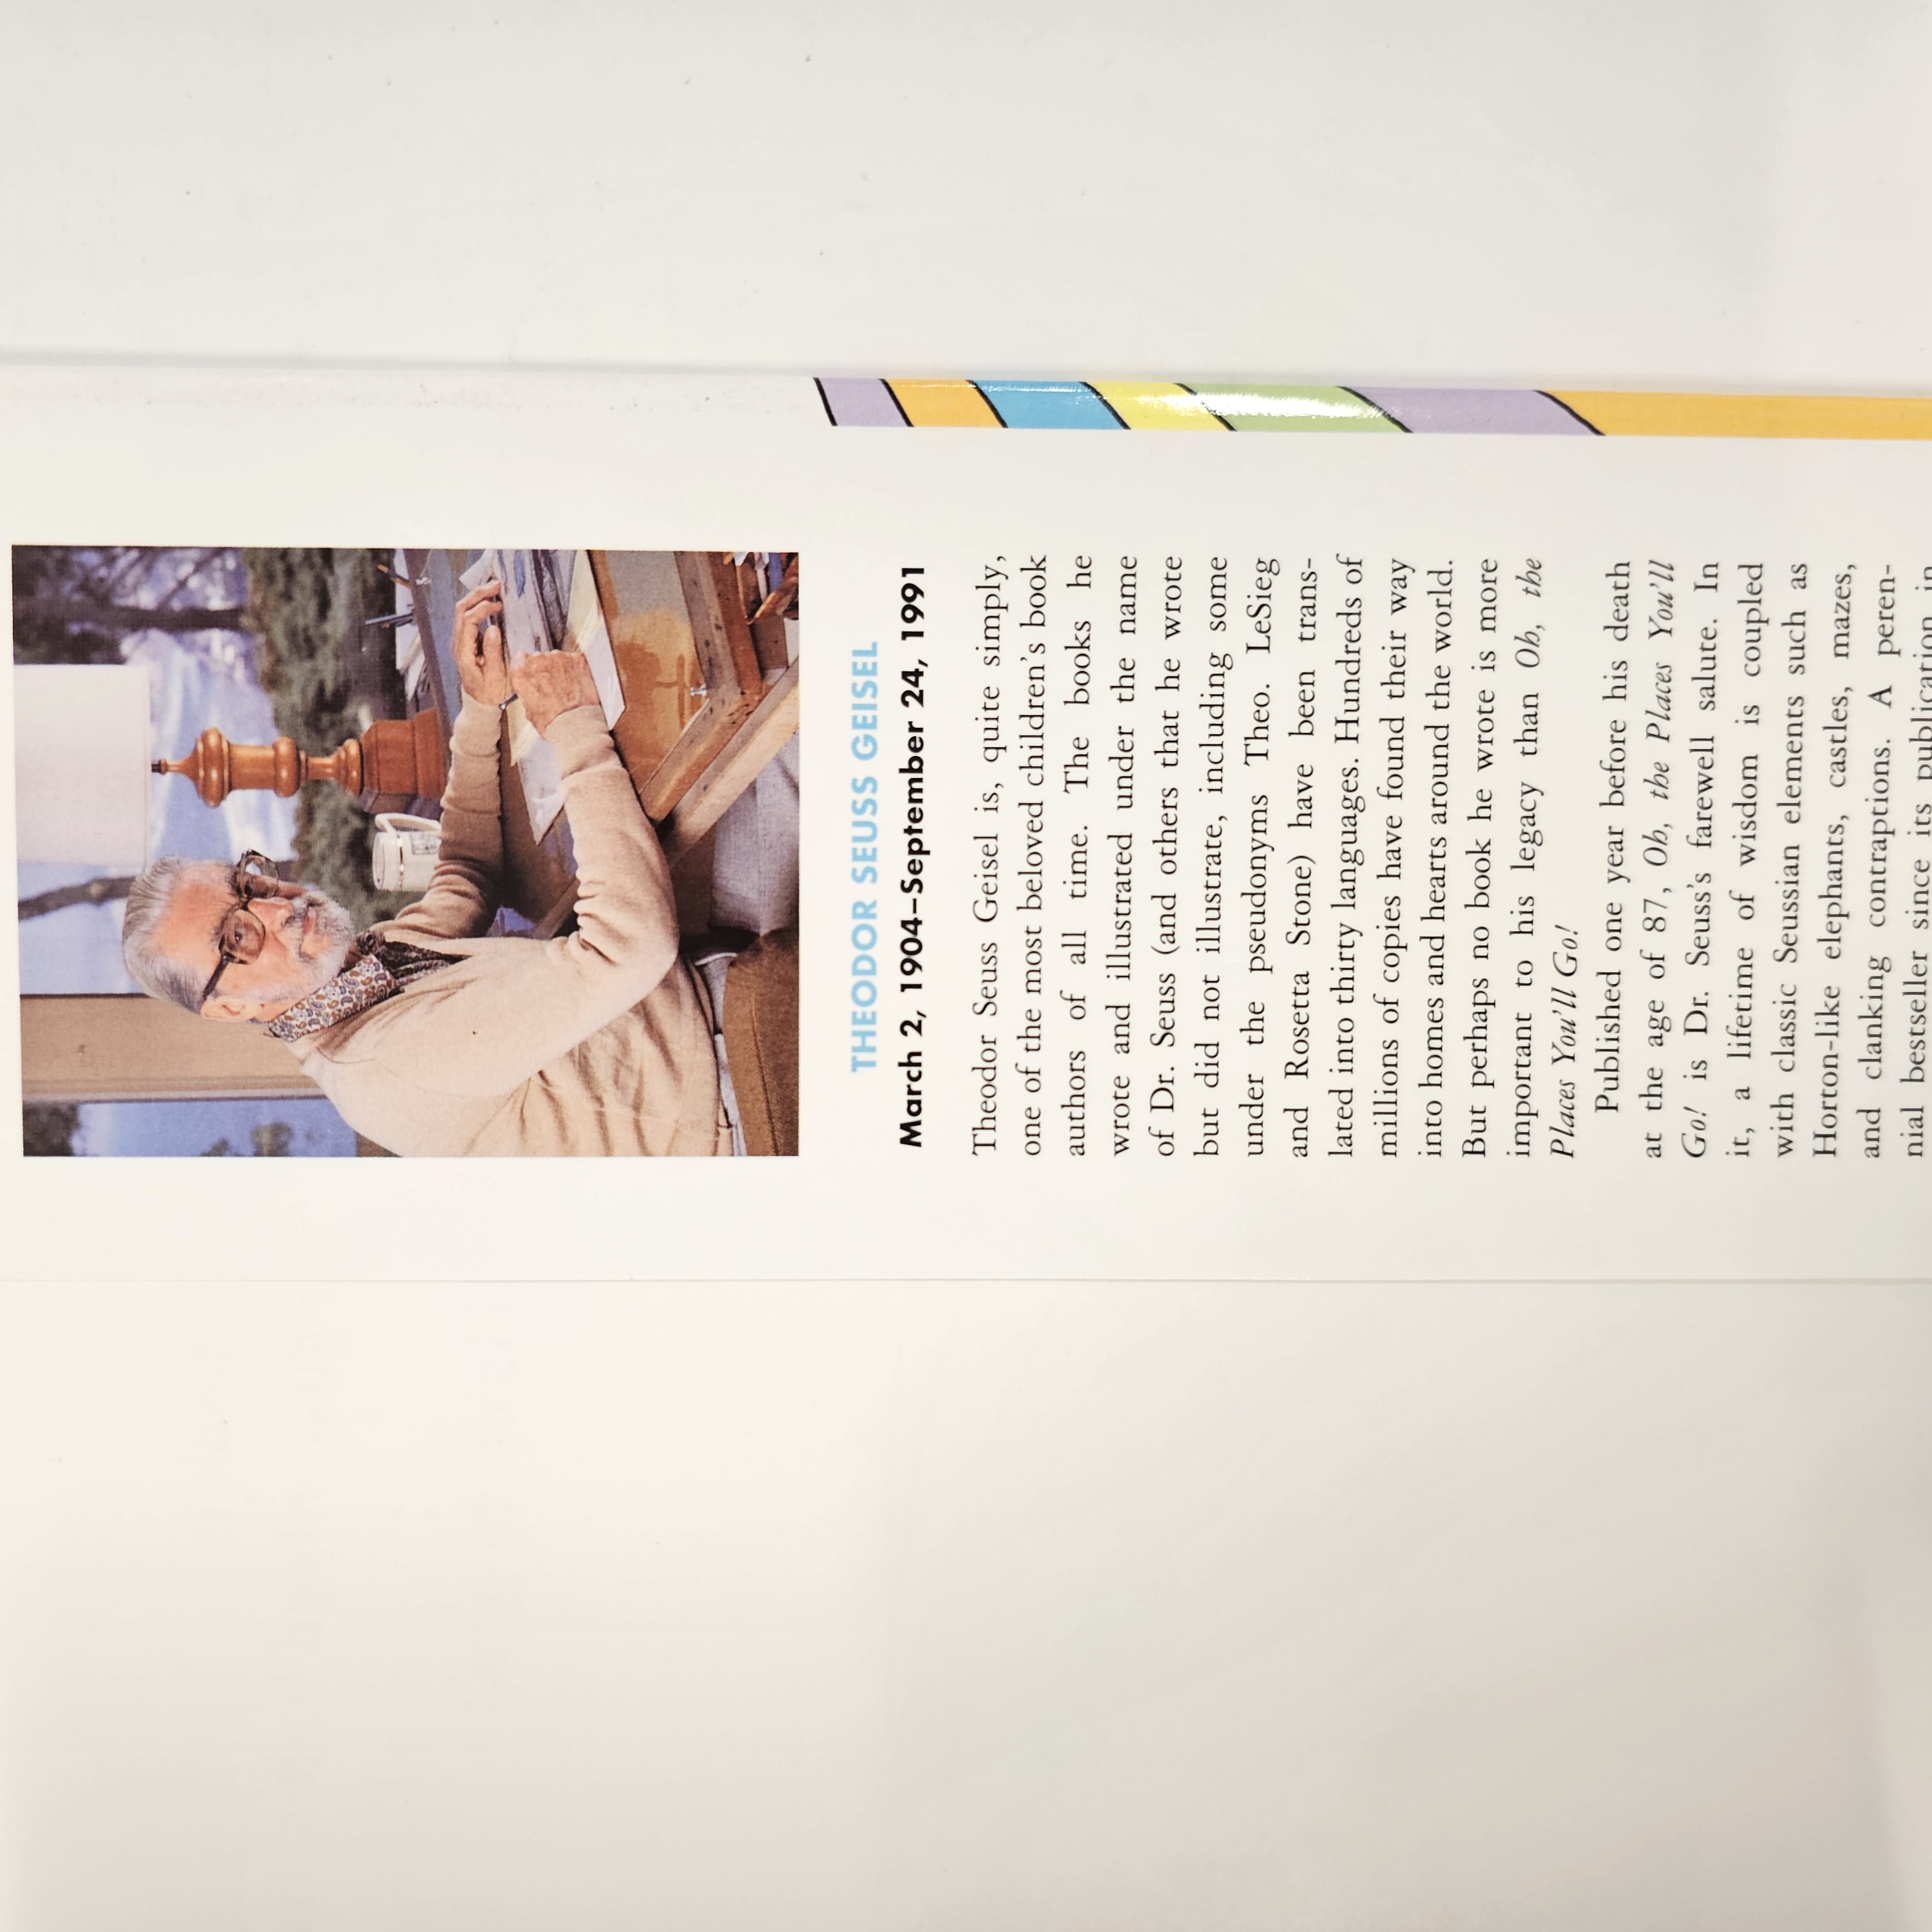 THEODOR SEUSS GEISEL
March 2, 1904–September 24, 1991
Theodor Seuss Geisel is, quite simply,
one of the most beloved children's book
authors of all time. The books he
wrote and illustrated under the name
of Dr. Seuss (and others that he wrote
but did not illustrate, including some
under the pseudonyms Theo. LeSieg
and Rosetta Stone) have been trans-
lated into thirty languages. Hundreds of
millions of copies have found their way
into homes and hearts around the world.
But perhaps no book he wrote is more
important to his legacy than Oh, the
Places You'll Go!
Published one year before his death
at the age of 87, Oh, the Places You'll
Go! is Dr. Seuss's farewell salute. In
it, a lifetime of wisdom is coupled
with classic Seussian elements such as
Horton-like elephants, castles, mazes,
and clanking contraptions. A peren-
nial bestseller since its publication in